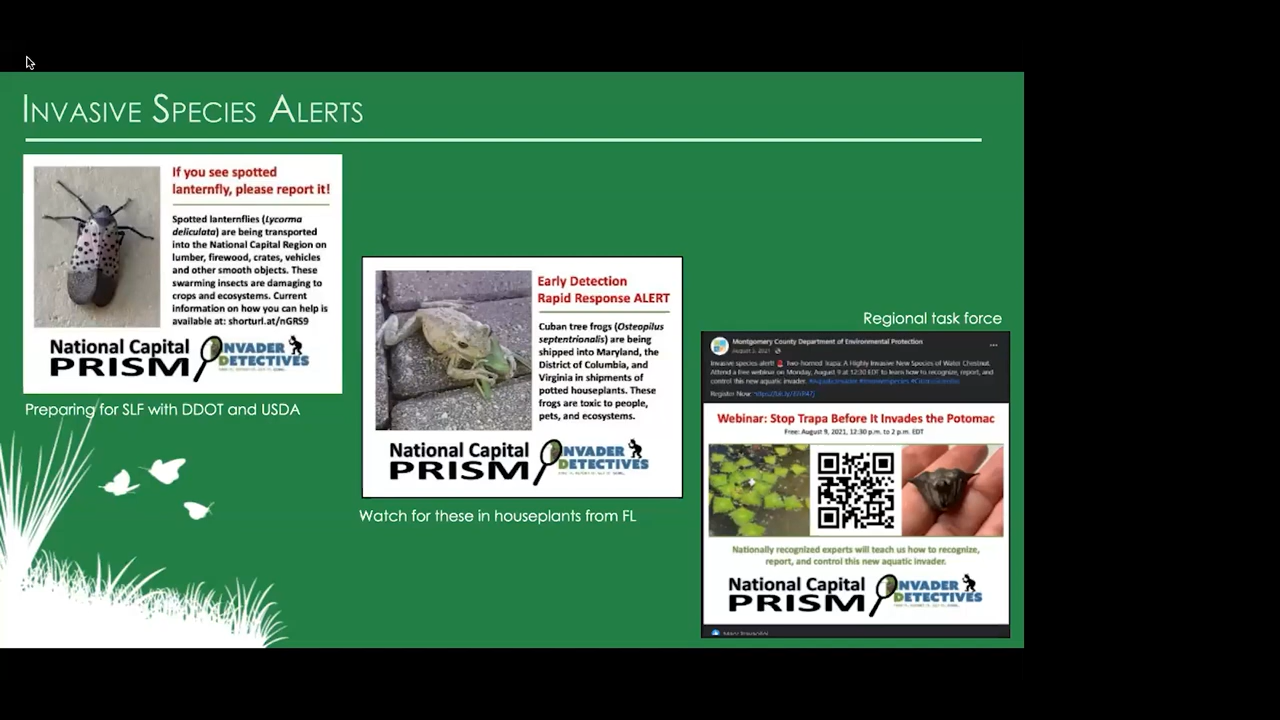 INVASIVE SPECIES ALERTS
If you see spotted
lanternfly, please report it!
Spotted lanternflies (Lycorma
deliculata) are being transported
into the National Capital Region on
lumber, firewood, crates, vehicles
and other smooth objects. These
swarming insects are damaging to
crops and ecosystems. Current
information on how you can help is
available at: shorturl.at/nGRS9
National Capital
PRISM
INVADER
DETECTIVES
Preparing for SLF with DDOT and USDA
Early Detection
Rapid Response ALERT
Cuban tree frogs (Osteopilus
septentrionalis) are being
shipped into Maryland, the
District of Columbia, and
Virginia in shipments of
potted houseplants. These
frogs are toxic to people,
pets, and ecosystems.
National Capital
PRISM
INVADER
DETECTIVES
Watch for these in houseplants from FL
Regional task force
Montgomery County Department of Environmental Protection
August 3, 2021
Invasive species alert! Two-horned Trapa: A Highly Invasive New Species of Water Chestnut.
Attend a free webinar on Monday, August 9 at 12:30 EDT to learn how to recognize, report, and
control this new aquatic invader.
Register Now:
Webinar: Stop Trapa Before It Invades the Potomac
Free: August 9, 2021, 12:30 p.m. to 2 p.m. EDT
Nationally recognized experts will teach us how to recognize,
report, and control this new aquatic invader.
National Capital
PRISM
INVADER
DETECTIVES